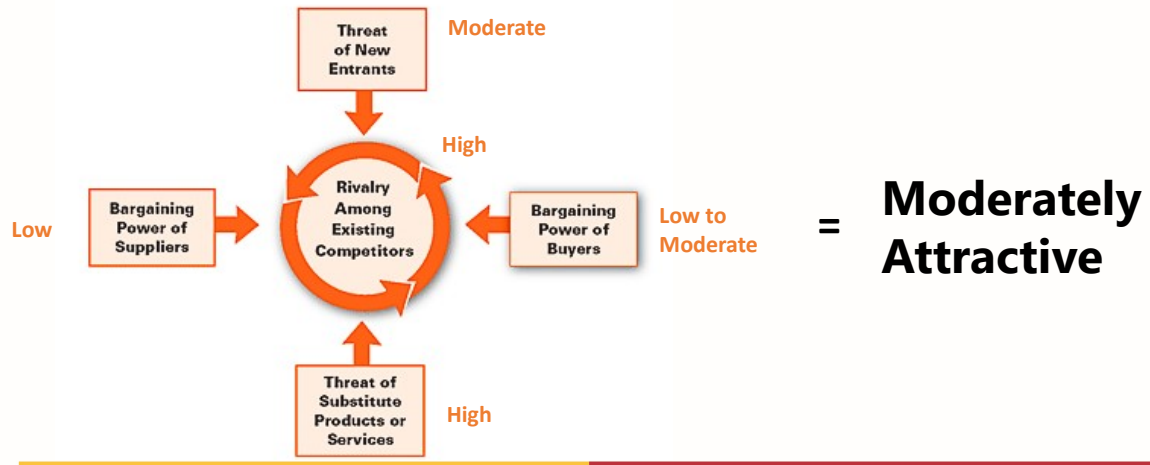 Threat
of New
Entrants
Moderate
High
Rivalry
Among
Existing
Competitors
Low
Bargaining
Power of
Suppliers
Bargaining
Power of
Buyers
Low to
Moderate
=
Moderately
Attractive
Threat of
Substitute
Products or
Services
High